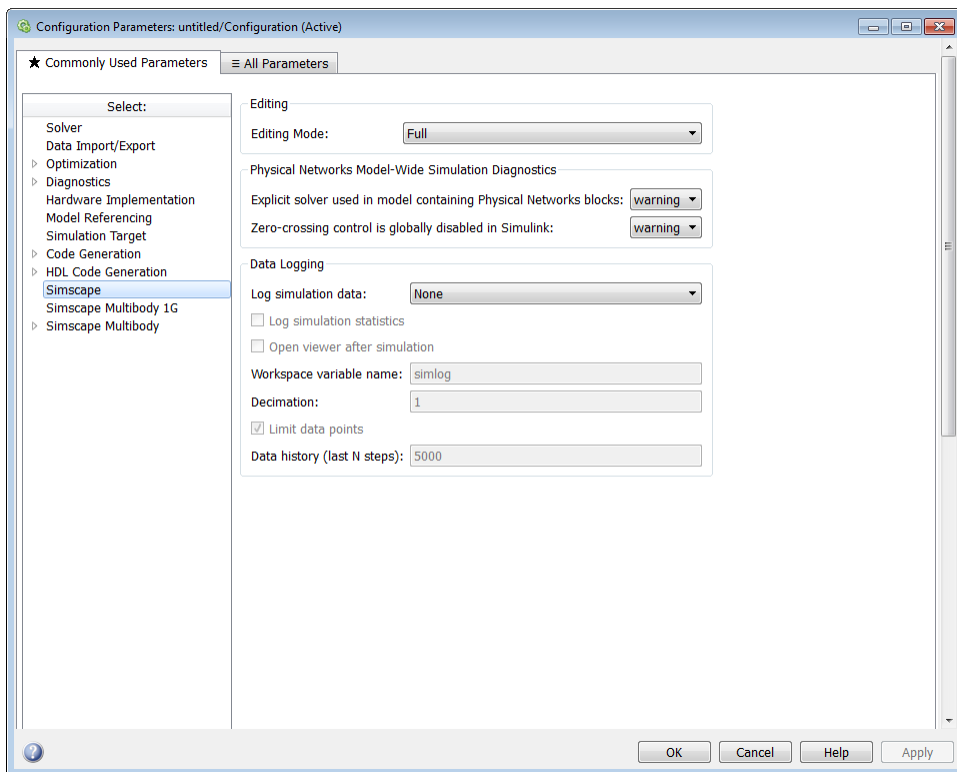 Configuration Parameters: untitled/Configuration (Active)
★ Commonly Used Parameters
≡ All Parameters
Select:
Solver
Data Import/Export
Optimization
Diagnostics
Hardware Implementation
Model Referencing
Simulation Target
Code Generation
HDL Code Generation
Simscape
Simscape Multibody 1G
Simscape Multibody
Editing
Editing Mode: Full
Physical Networks Model-Wide Simulation Diagnostics
Explicit solver used in model containing Physical Networks blocks: warning
Zero-crossing control is globally disabled in Simulink: warning
Data Logging
Log simulation data: None
Log simulation statistics
Open viewer after simulation
Workspace variable name: simlog
Decimation: 1
Limit data points
Data history (last N steps): 5000
OK Cancel Help Apply